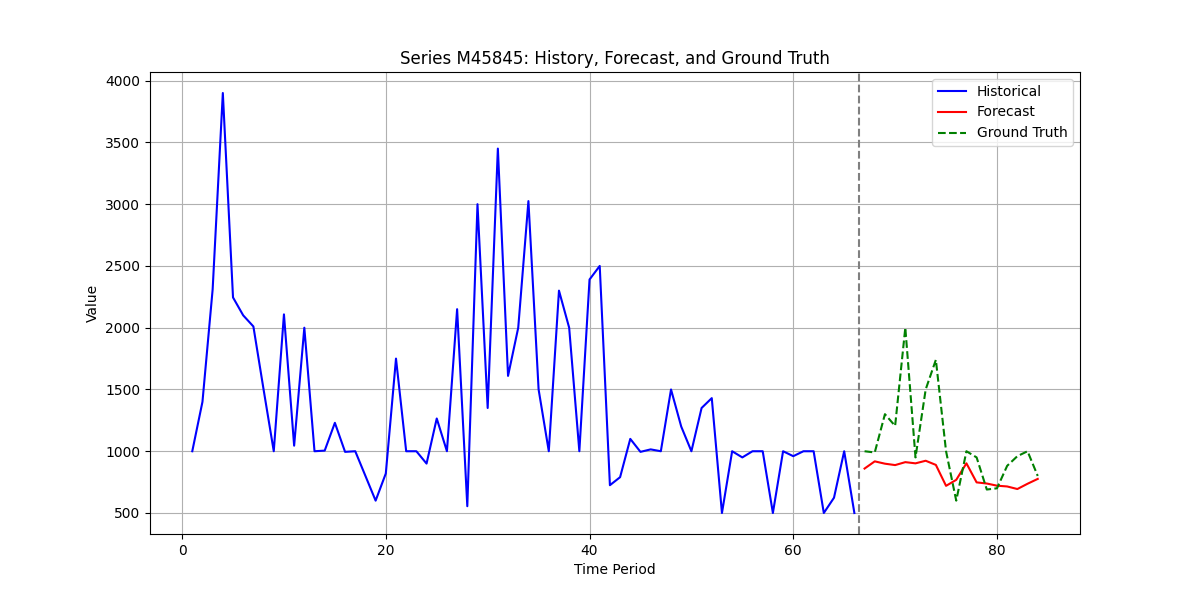 Series M45845: History, Forecast, and Ground Truth
Value
4000
3500
3000
2500
2000
1500
1000
500
Historical
Forecast
Ground Truth
0
20
40
60
80
Time Period